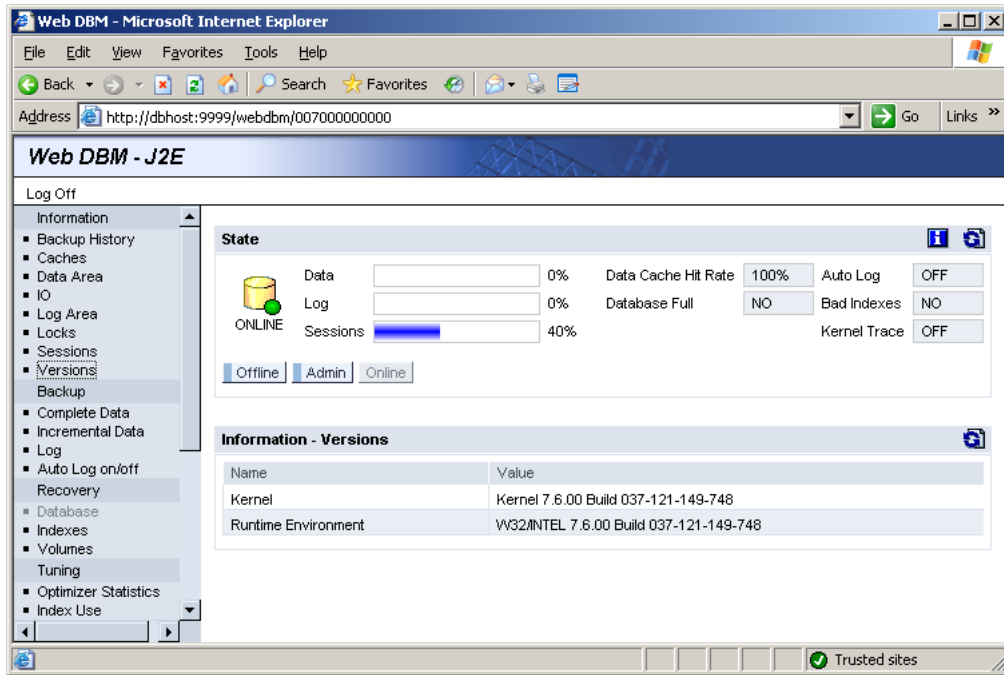 Web DBM - Microsoft Internet Explorer
File Edit View Favorites Tools Help
Back Search Favorites
Address http://dbhost:9999/webdbm/007000000000 Go Links »
Web DBM - J2E
Log Off
Information
Backup History
Caches
Data Area
IO
Log Area
Locks
Sessions
Versions
Backup
Complete Data
Incremental Data
Log
Auto Log on/off
Recovery
Database
Indexes
Volumes
Tuning
Optimizer Statistics
Index Use
State
ONLINE
Data 0% Data Cache Hit Rate 100% Auto Log OFF
Log 0% Database Full NO Bad Indexes NO
Sessions 40% Kernel Trace OFF
Offline Admin Online
Information - Versions
Name Value
Kernel Kernel 7.6.00 Build 037-121-149-748
Runtime Environment W32/INTEL 7.6.00 Build 037-121-149-748
Trusted sites